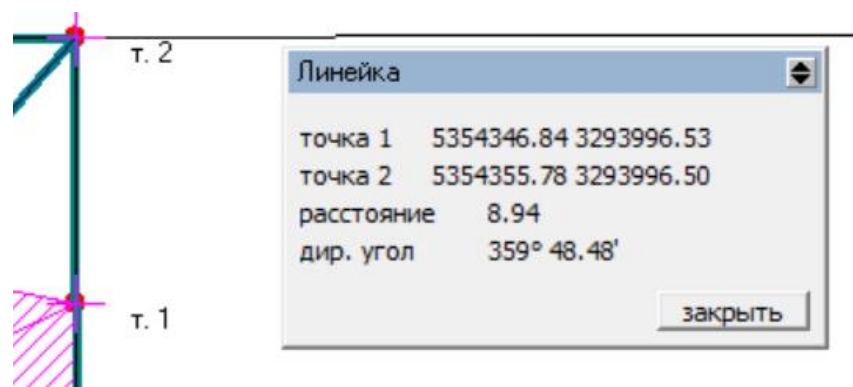 т. 2
Линейка
точка 1 5354346.84 3293996.53
точка 2 5354355.78 3293996.50
расстояние 8.94
дир. угол 359° 48.48'
т. 1
закрыть